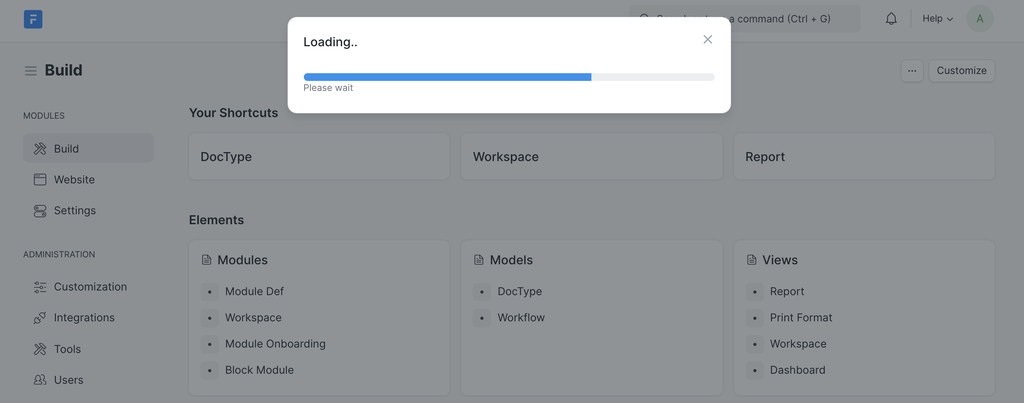 a command (Ctrl + G)
Help
A
Loading..
Please wait
Build
...
Customize
MODULES
Build
Website
Settings
ADMINISTRATION
Customization
Integrations
Tools
Users
Your Shortcuts
DocType
Workspace
Report
Elements
Modules
Module Def
Workspace
Module Onboarding
Block Module
Models
DocType
Workflow
Views
Report
Print Format
Workspace
Dashboard